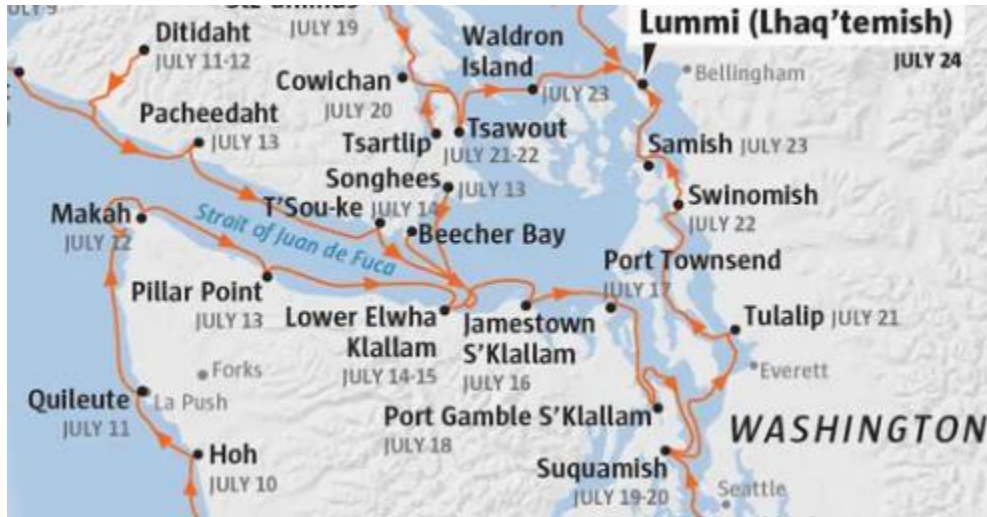 JULY 19
Ditidaht
JULY 11-12
Waldron
Island
JULY 23
Lummi (Lhaq'temish)
JULY 24
Bellingham
Cowichan
JULY 20
Pacheedaht
JULY 13
Tsartlip
Tsawout
JULY 21-22
Samish JULY 23
Songhees
JULY 13
Swinomish
JULY 22
Makah
JULY 12
Strait of Juan de Fuca
T'Sou-ke JULY 14
Beecher Bay
Port Townsend
JULY 17
Pillar Point
JULY 13
Lower Elwha
Klallam
JULY 14-15
Jamestown
S'Klallam
JULY 16
Tulalip JULY 21
Everett
Forks
Quileute
JULY 11
La Push
Port Gamble S'Klallam
JULY 18
WASHINGTON
Hoh
JULY 10
Suquamish
JULY 19-20
Seattle